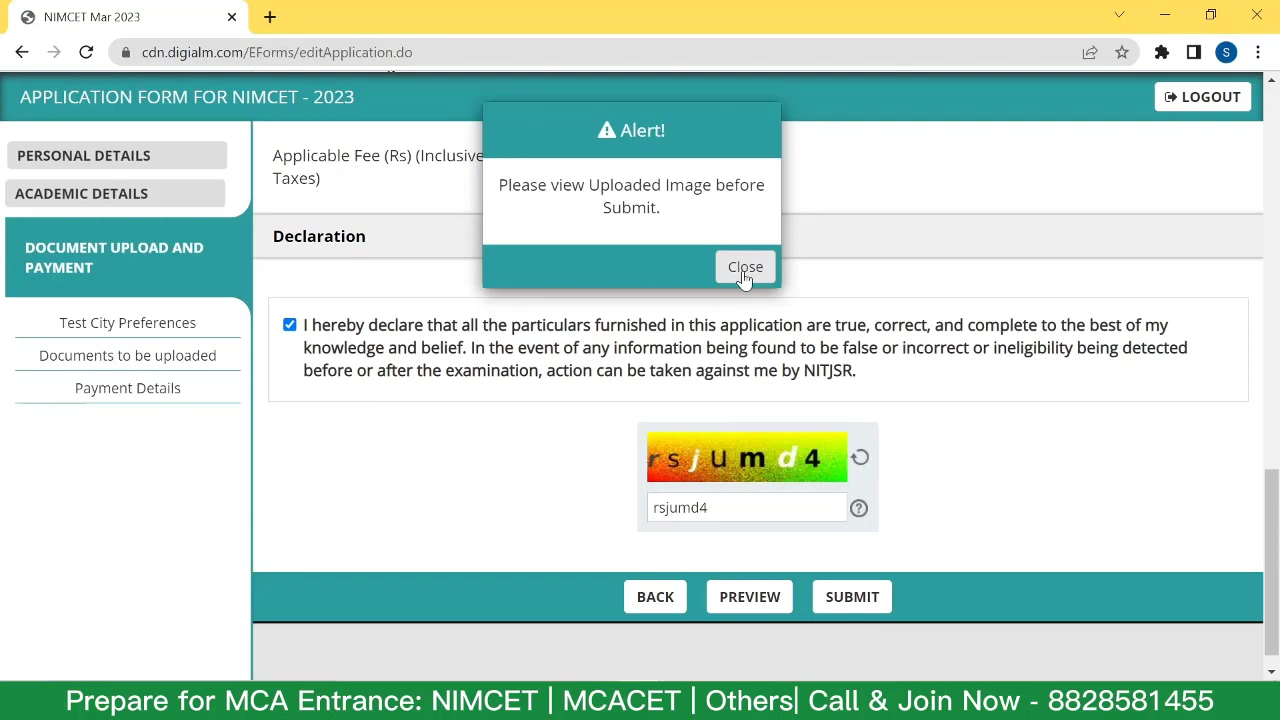 NIMCET Mar 2023
cdn.digialm.com/EForms/editApplication.do
S
APPLICATION FORM FOR NIMCET - 2023
LOGOUT
Alert!
Please view Uploaded Image before
Submit.
Close
PERSONAL DETAILS
ACADEMIC DETAILS
DOCUMENT UPLOAD AND
PAYMENT
Test City Preferences
Documents to be uploaded
Payment Details
Applicable Fee (Rs) (Inclusive
Taxes)
Declaration
I hereby declare that all the particulars furnished in this application are true, correct, and complete to the best of my
knowledge and belief. In the event of any information being found to be false or incorrect or ineligibility being detected
before or after the examination, action can be taken against me by NITJSR.
rsjumd4
rsjumd4
BACK
PREVIEW
SUBMIT
Prepare for MCA Entrance: NIMCET | MCACET | Others| Call & Join Now - 8828581455